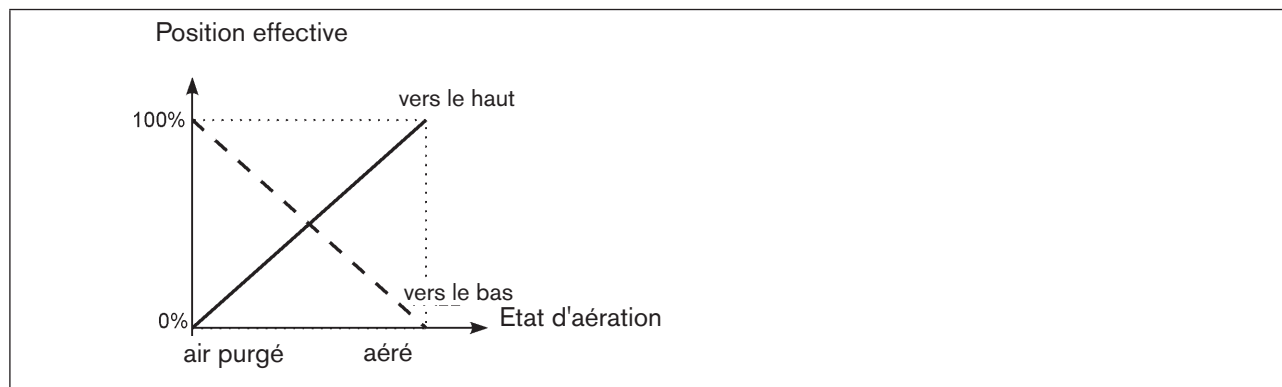 Position effective
vers le haut
100%
vers le bas
0%
Etat d'aération
air purgé
aéré